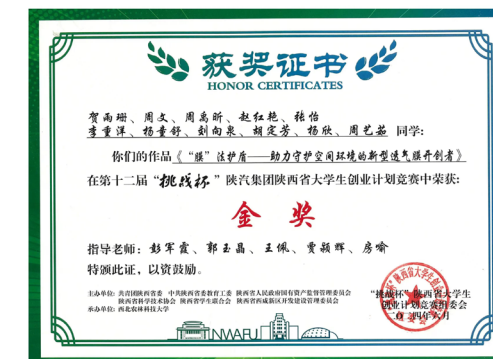 获奖证书
HONOR CERTIFICATES
贺雨珊、周文、周禹昕、赵红艳、张怡
李重洋、杨童舒、刘向泉、胡定芳、杨欣、周艺茹 同学:
你们的作品《“膜”法护盾——助力守护空间环境的新型透气膜开创者》
在第十二届“挑战杯”陕汽集团陕西省大学生创业计划竞赛中荣获:
金奖
指导老师: 彭军霞、郭玉晶、王佩、贾颖辉、房喻
特颁此证,以资鼓励。
主办单位: 共青团陕西省委 中共陕西省委教育工委 陕西省人民政府国有资产监督管理委员会
陕西省科学技术协会 陕西省学生联合会 陕西省西咸新区开发建设管理委员会
承办单位: 西北农林科技大学
“挑战杯”陕西省大学生
创业计划竞赛组委会
二〇二四年六月
NWAFU